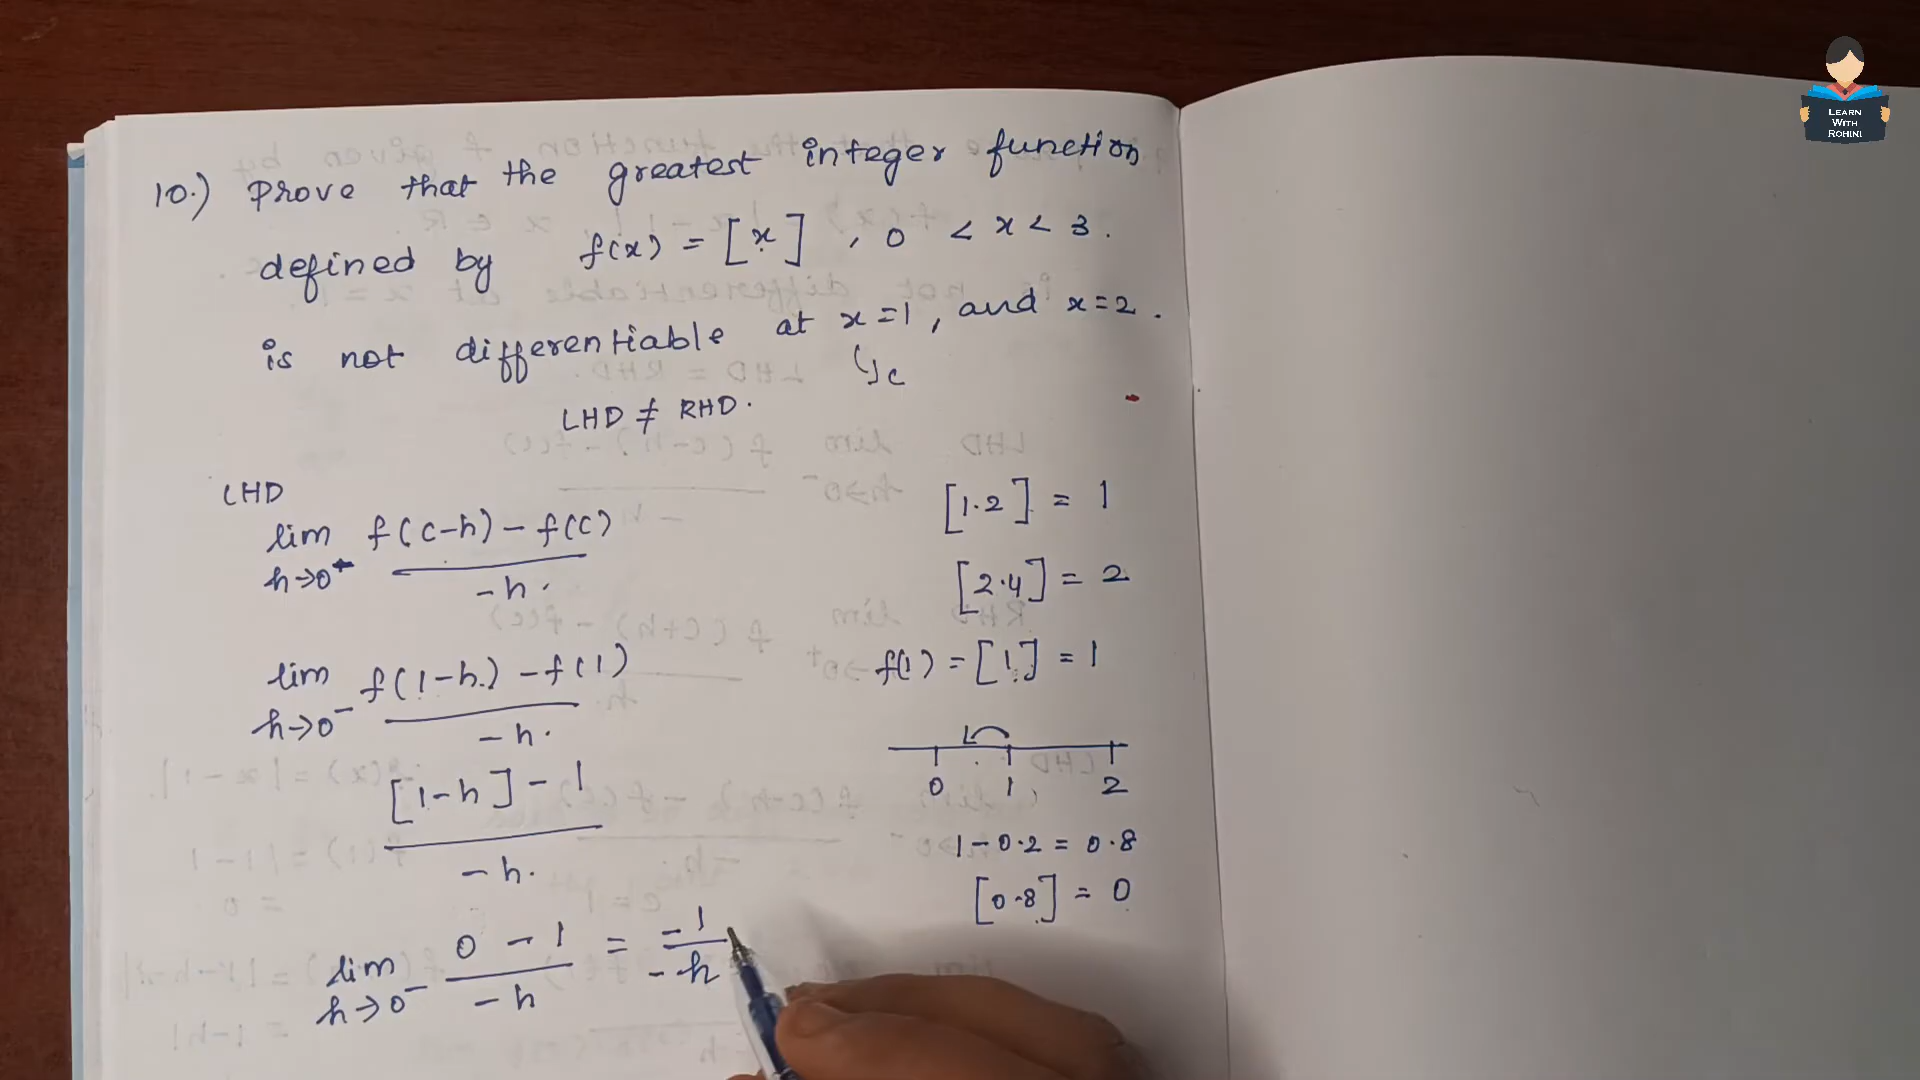 10.) Prove that the greatest integer function
defined by f(x) = [x] , 0 < x < 3 .
is not differentiable at x=1, and x=2 .
↳ c
LHD ≠ RHD.
LHD
lim f(c-h) - f(c)
h→0⁻ -h.
lim f(1-h) - f(1)
h→0⁻ -h.
[1-h] - 1
-h.
lim 0 - 1 = -1
h→0⁻ -h -h
[1.2] = 1
[2.4] = 2
f(1) = [1] = 1
0 1 2
1 - 0.2 = 0.8
[0.8] = 0
LEARN
WITH
ROHINI